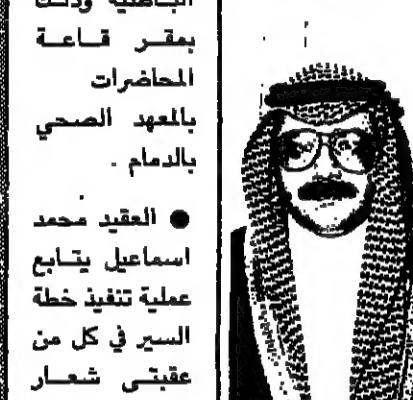 الباطنية وذلك
بمقر قاعة
المحاضرات
بالمعهد الصحي
بالدمام .
● العقيد محمد
اسماعيل يتابع
عملية تنفيذ خطة
السير في كل من
عقبتى شعار